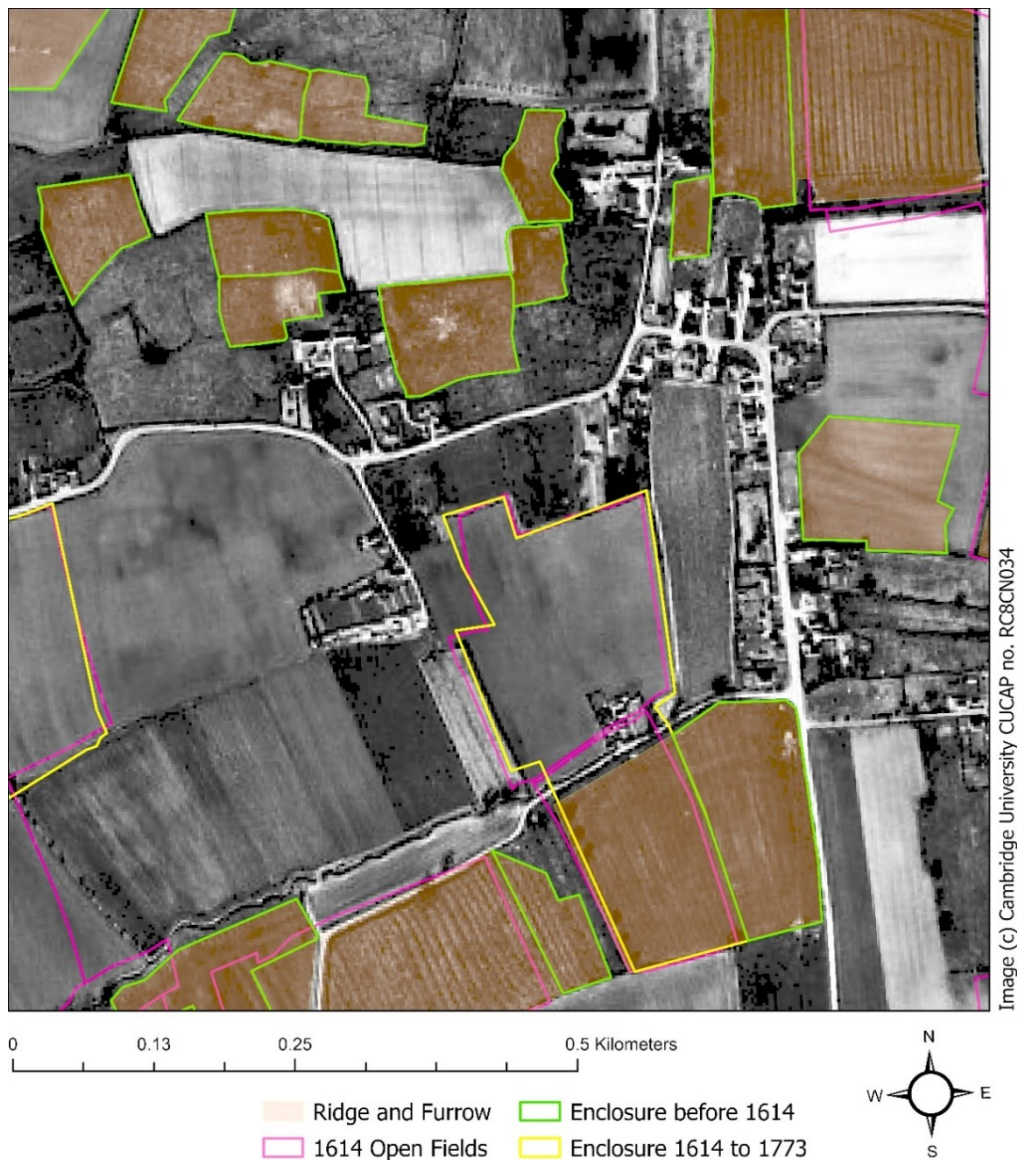 Image (c) Cambridge University CUCAP no. RC8CN034
0 0.13 0.25 0.5 Kilometers
N
W E
S
Ridge and Furrow Enclosure before 1614
1614 Open Fields Enclosure 1614 to 1773